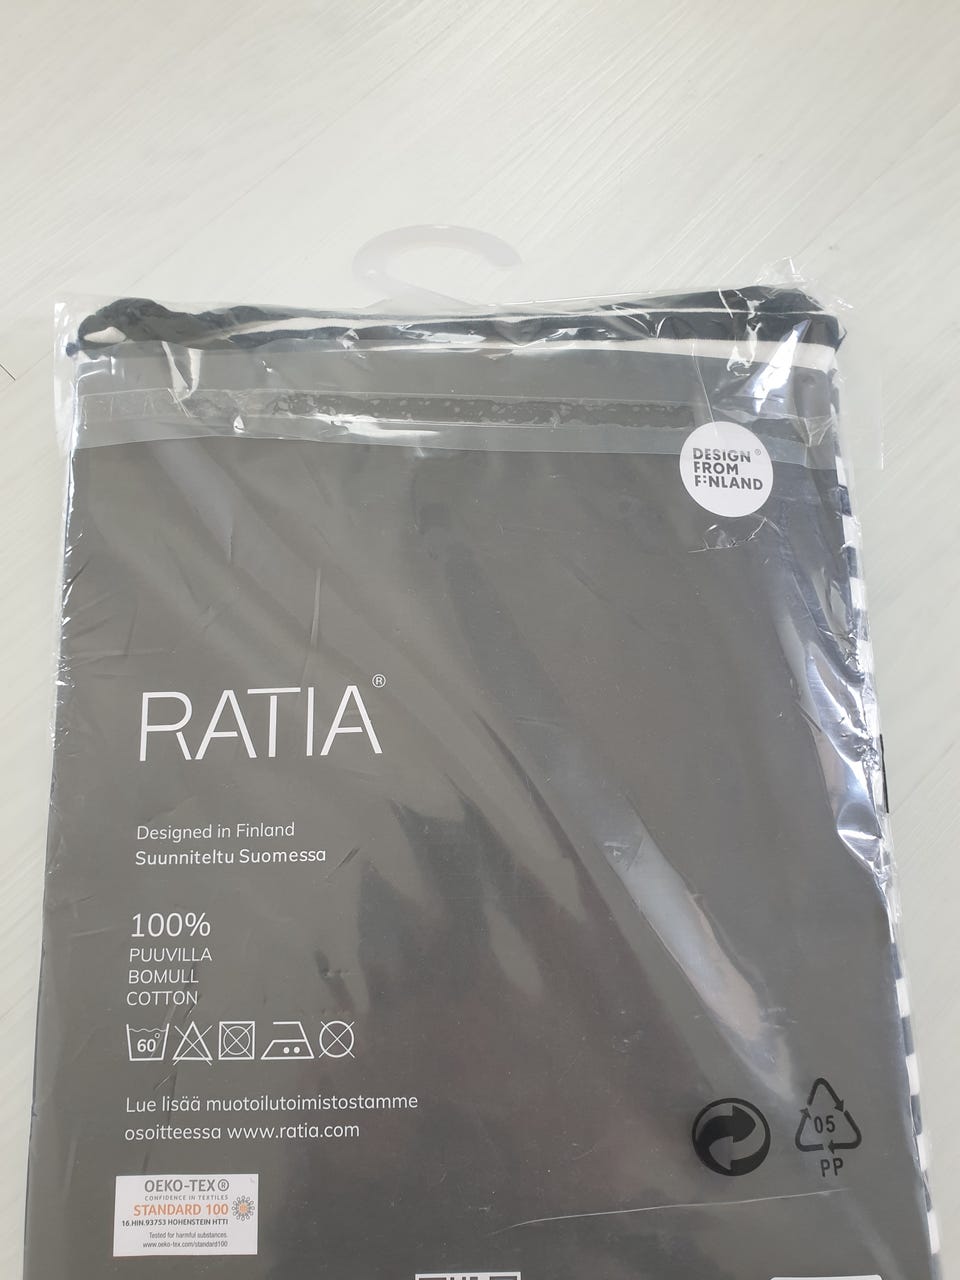 DESIGN®
FROM
FINLAND
RATIA®
Designed in Finland
Suunniteltu Suomessa
100%
PUUVILLA
BOMULL
COTTON
60°
Lue lisää muotoilutoimistostamme
osoitteessa www.ratia.com
05
PP
OEKO-TEX®
CONFIDENCE IN TEXTILES
STANDARD 100
16.HIN.93753 HOHENSTEIN HTTI
Tested for harmful substances.
www.oeko-tex.com/standard100